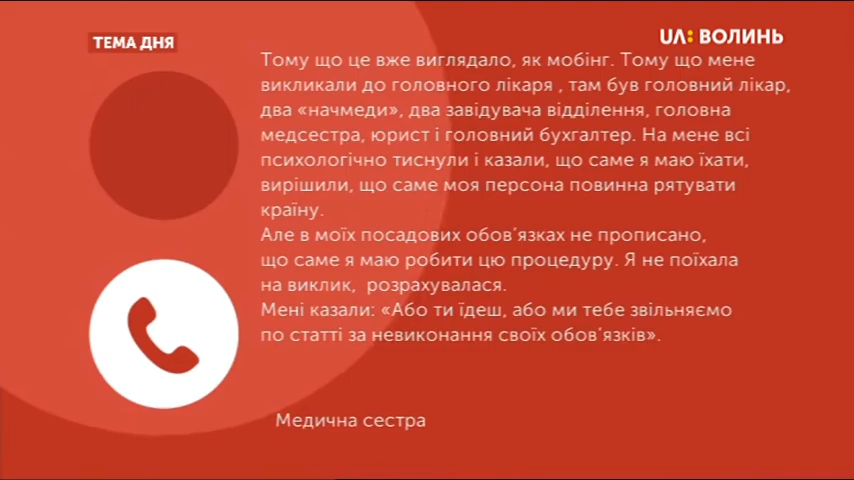 ТЕМА ДНЯ
UA: ВОЛИНЬ
Тому що це вже виглядало, як мобінг. Тому що мене
викликали до головного лікаря , там був головний лікар,
два «начмеди», два завідувача відділення, головна
медсестра, юрист і головний бухгалтер. На мене всі
психологічно тиснули і казали, що саме я маю їхати,
вирішили, що саме моя персона повинна рятувати
країну.
Але в моїх посадових обов'язках не прописано,
що саме я маю робити цю процедуру. Я не поїхала
на виклик, розрахувалася.
Мені казали: «Або ти їдеш, або ми тебе звільняємо
по статті за невиконання своїх обов'язків».
Медична сестра